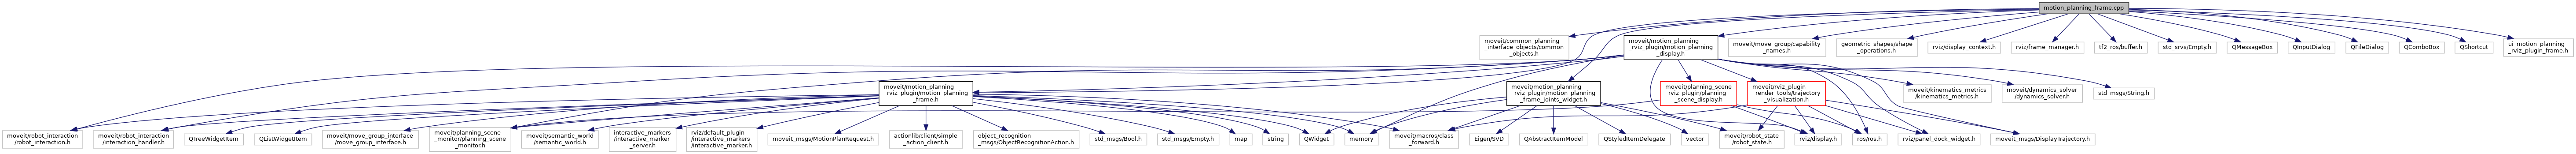 motion_planning_frame.cpp
moveit/common_planning
_interface_objects/common
_objects.h
moveit/motion_planning
_rviz_plugin/motion_planning
_display.h
moveit/move_group/capability
_names.h
geometric_shapes/shape
_operations.h
rviz/display_context.h
rviz/frame_manager.h
tf2_ros/buffer.h
std_srvs/Empty.h
QMessageBox
QInputDialog
QFileDialog
QComboBox
QShortcut
ui_motion_planning
_rviz_plugin_frame.h
moveit/motion_planning
_rviz_plugin/motion_planning
_frame.h
moveit/motion_planning
_rviz_plugin/motion_planning
_frame_joints_widget.h
moveit/planning_scene
_rviz_plugin/planning
_scene_display.h
moveit/rviz_plugin
_render_tools/trajectory
_visualization.h
moveit/kinematics_metrics
/kinematics_metrics.h
moveit/dynamics_solver
/dynamics_solver.h
std_msgs/String.h
moveit/robot_interaction
/robot_interaction.h
moveit/robot_interaction
/interaction_handler.h
QTreeWidgetItem
QListWidgetItem
moveit/move_group_interface
/move_group_interface.h
moveit/planning_scene
_monitor/planning_scene
_monitor.h
moveit/semantic_world
/semantic_world.h
interactive_markers
/interactive_marker
_server.h
rviz/default_plugin
/interactive_markers
/interactive_marker.h
moveit_msgs/MotionPlanRequest.h
actionlib/client/simple
_action_client.h
object_recognition
_msgs/ObjectRecognitionAction.h
std_msgs/Bool.h
std_msgs/Empty.h
map
string
QWidget
memory
moveit/macros/class
_forward.h
Eigen/SVD
QAbstractItemModel
QStyledItemDelegate
vector
moveit/robot_state
/robot_state.h
rviz/display.h
ros/ros.h
rviz/panel_dock_widget.h
moveit_msgs/DisplayTrajectory.h